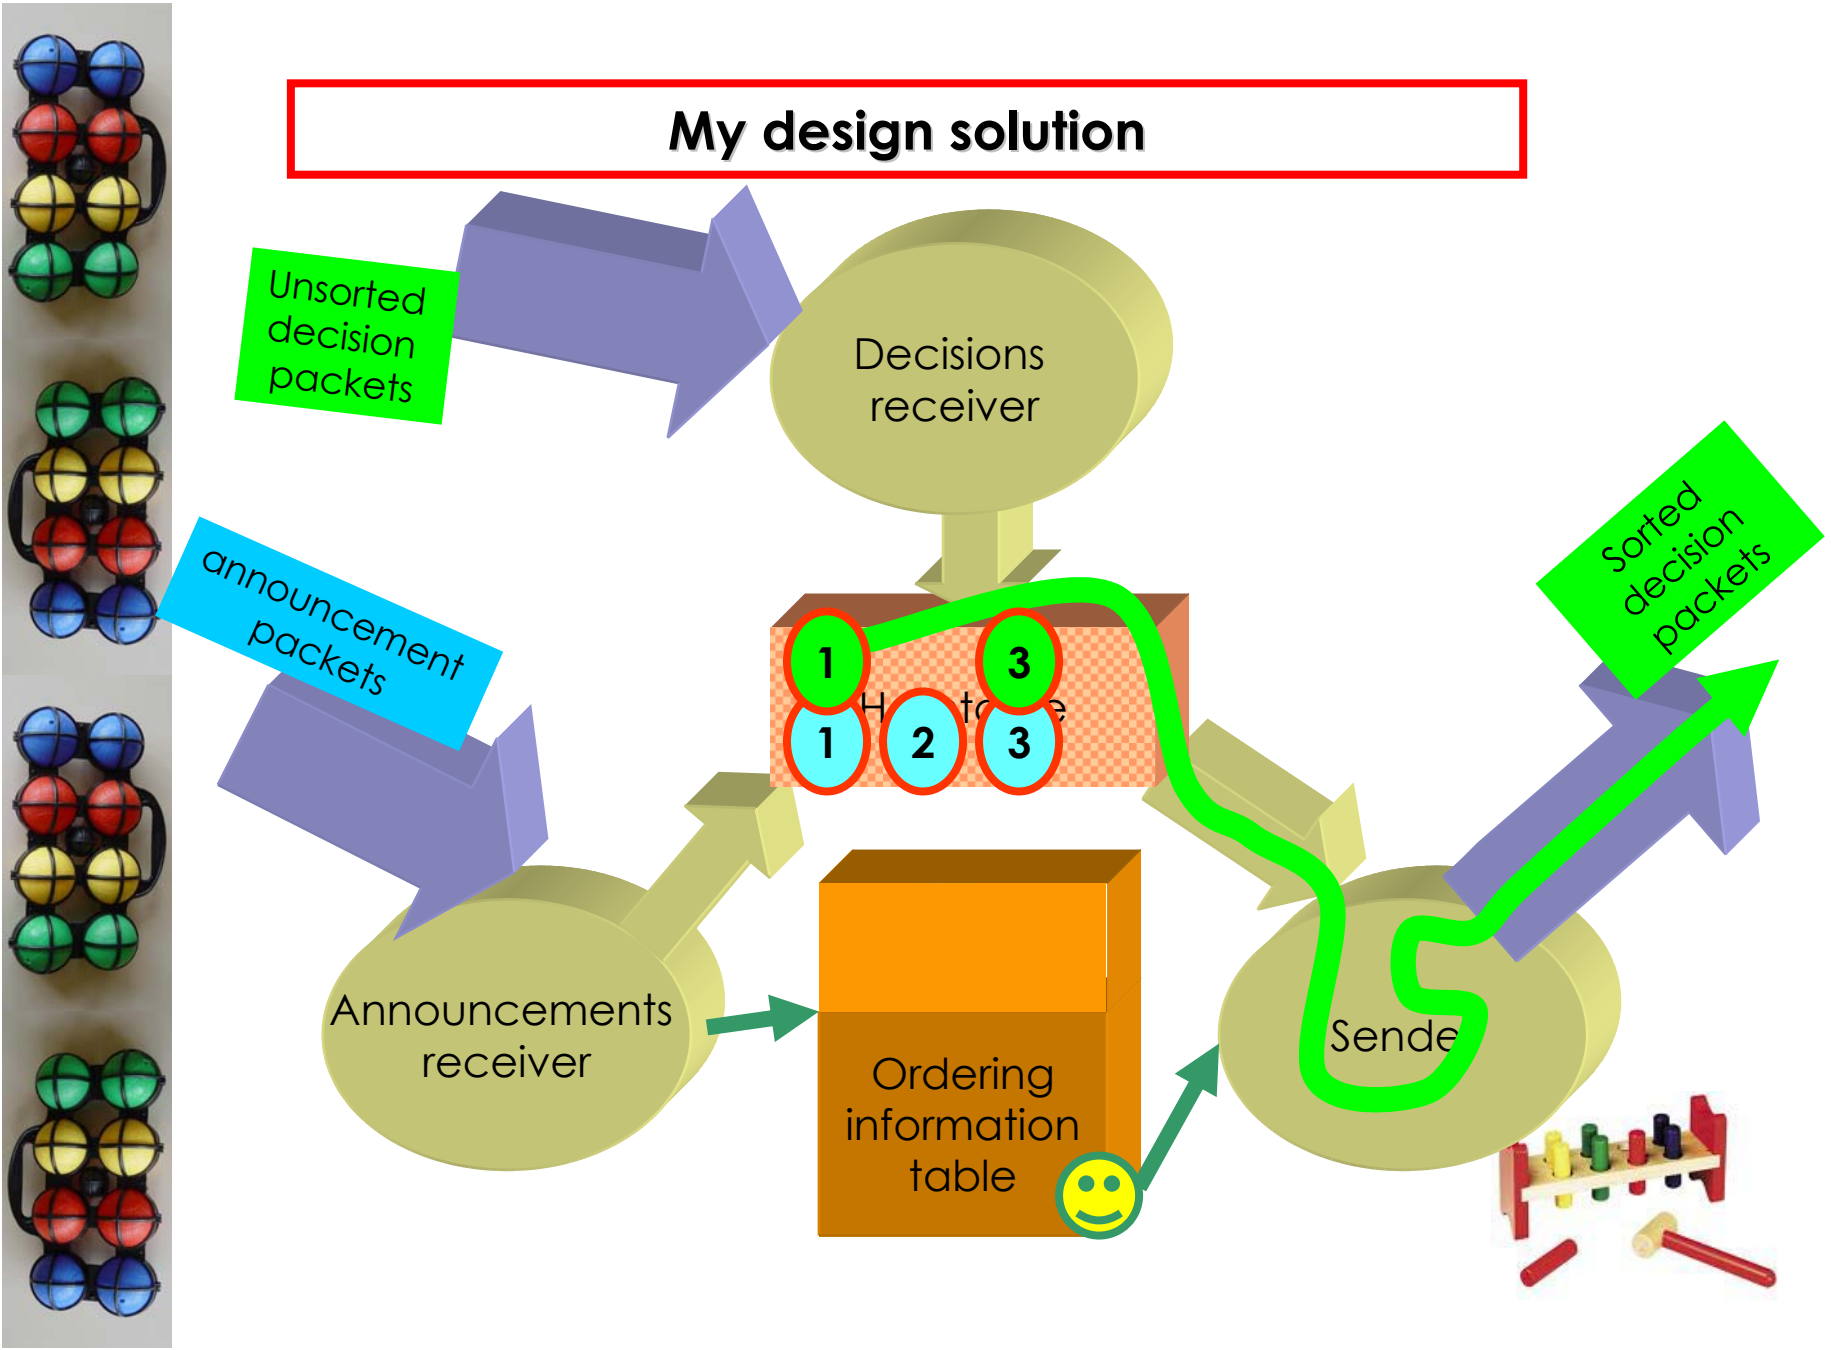 My design solution
Unsorted
decision
packets
Decisions
receiver
Sorted
decision
packets
announcement
packets
1 3
1 2 3
Announcements
receiver
Ordering
information
table
Sende